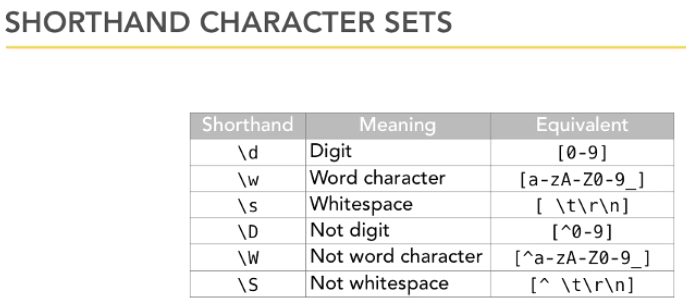 SHORTHAND CHARACTER SETS
Shorthand Meaning Equivalent
\d Digit [0-9]
\w Word character [a-zA-Z0-9_]
\s Whitespace [ \t\r\n]
\D Not digit [^0-9]
\W Not word character [^a-zA-Z0-9_]
\S Not whitespace [^ \t\r\n]